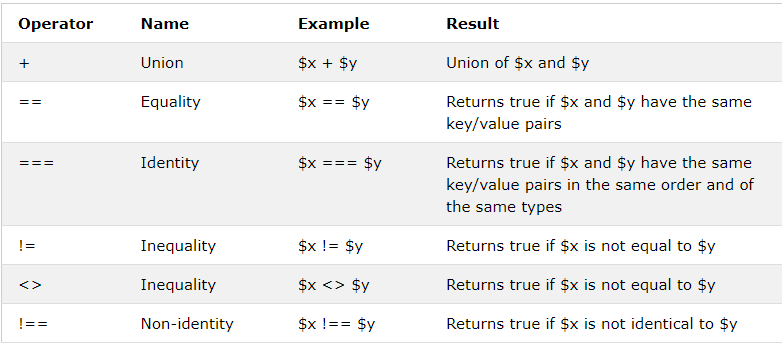 Operator Name Example Result
+ Union $x + $y Union of $x and $y
== Equality $x == $y Returns true if $x and $y have the same
key/value pairs
=== Identity $x === $y Returns true if $x and $y have the same
key/value pairs in the same order and of
the same types
!= Inequality $x != $y Returns true if $x is not equal to $y
<> Inequality $x <> $y Returns true if $x is not equal to $y
!== Non-identity $x !== $y Returns true if $x is not identical to $y